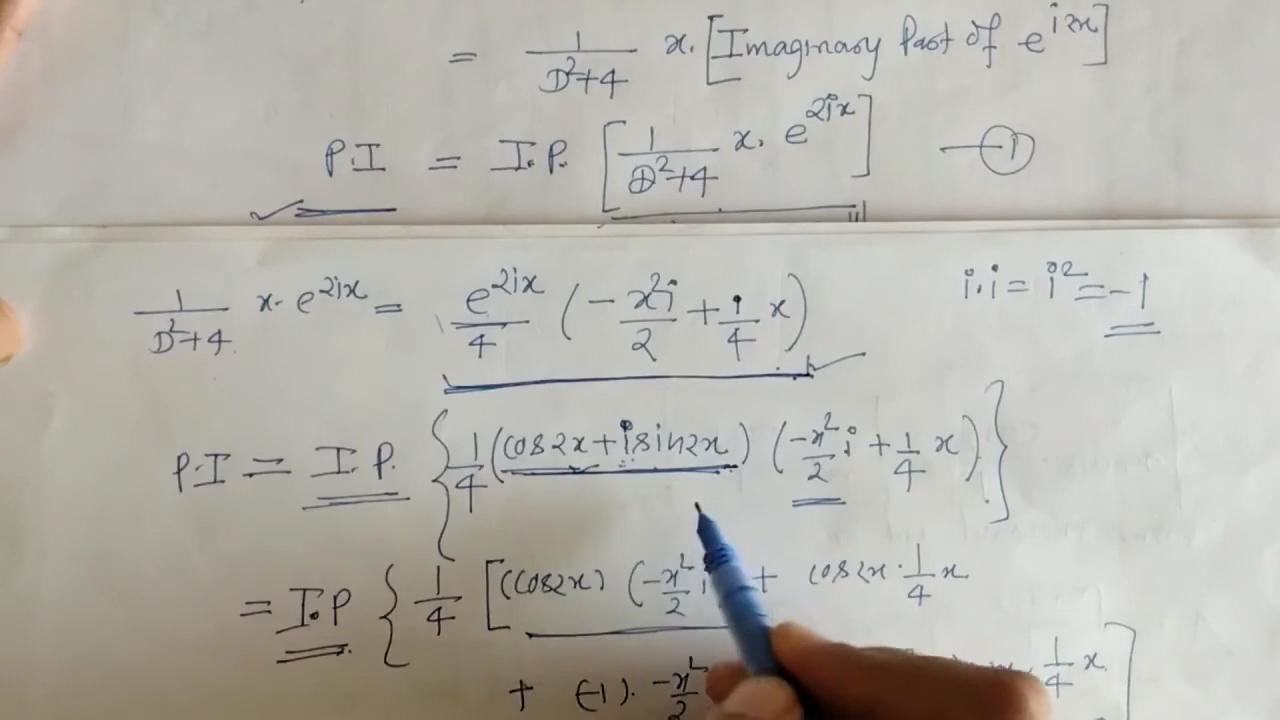 = 1/(D²+4) x. [Imaginary Part of e^{i2x}]
P.I = I.P. [1/(D²+4) x. e^{2ix}] —①
1/(D²+4) x. e^{2ix} = e^{2ix}/4 (-x²i/2 + i/4 x) i.i = i² = -1
P.I = I.P. {1/4 (cos2x + isin2x) (-x²/2 i + 1/4 x)}
= I.P {1/4 [(cos2x) (-x²/2 + cos2x . 1/4 x
+ (-1). -x²/2 1/4 x]